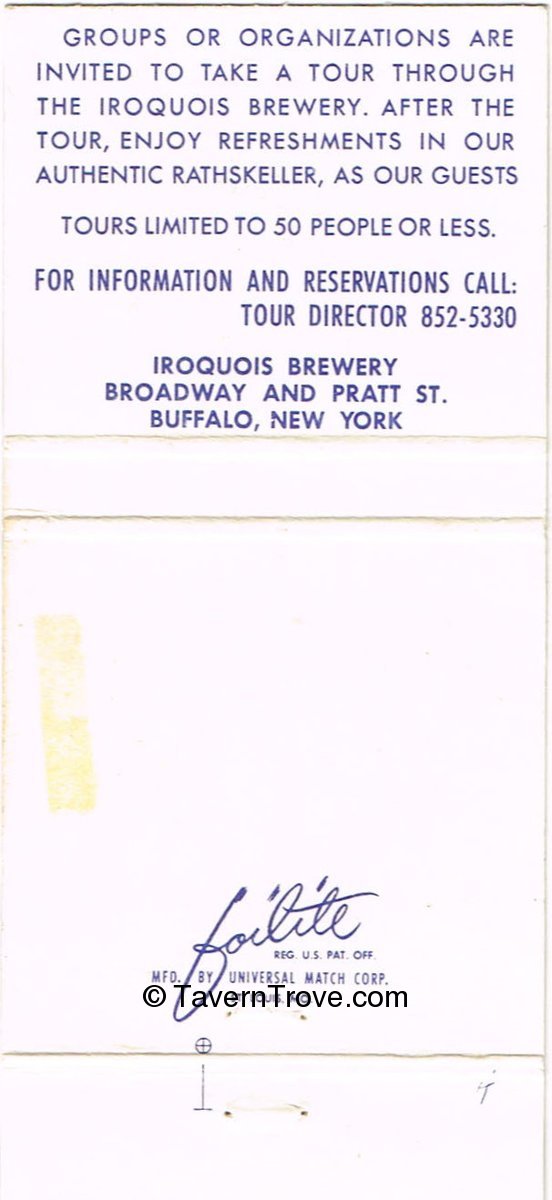 GROUPS OR ORGANIZATIONS ARE
INVITED TO TAKE A TOUR THROUGH
THE IROQUOIS BREWERY. AFTER THE
TOUR, ENJOY REFRESHMENTS IN OUR
AUTHENTIC RATHSKELLER, AS OUR GUESTS
TOURS LIMITED TO 50 PEOPLE OR LESS.
FOR INFORMATION AND RESERVATIONS CALL:
TOUR DIRECTOR 852-5330
IROQUOIS BREWERY
BROADWAY AND PRATT ST.
BUFFALO, NEW YORK
foilite
REG. U.S. PAT. OFF.
MFD. BY UNIVERSAL MATCH CORP.
© TavernTrove.com